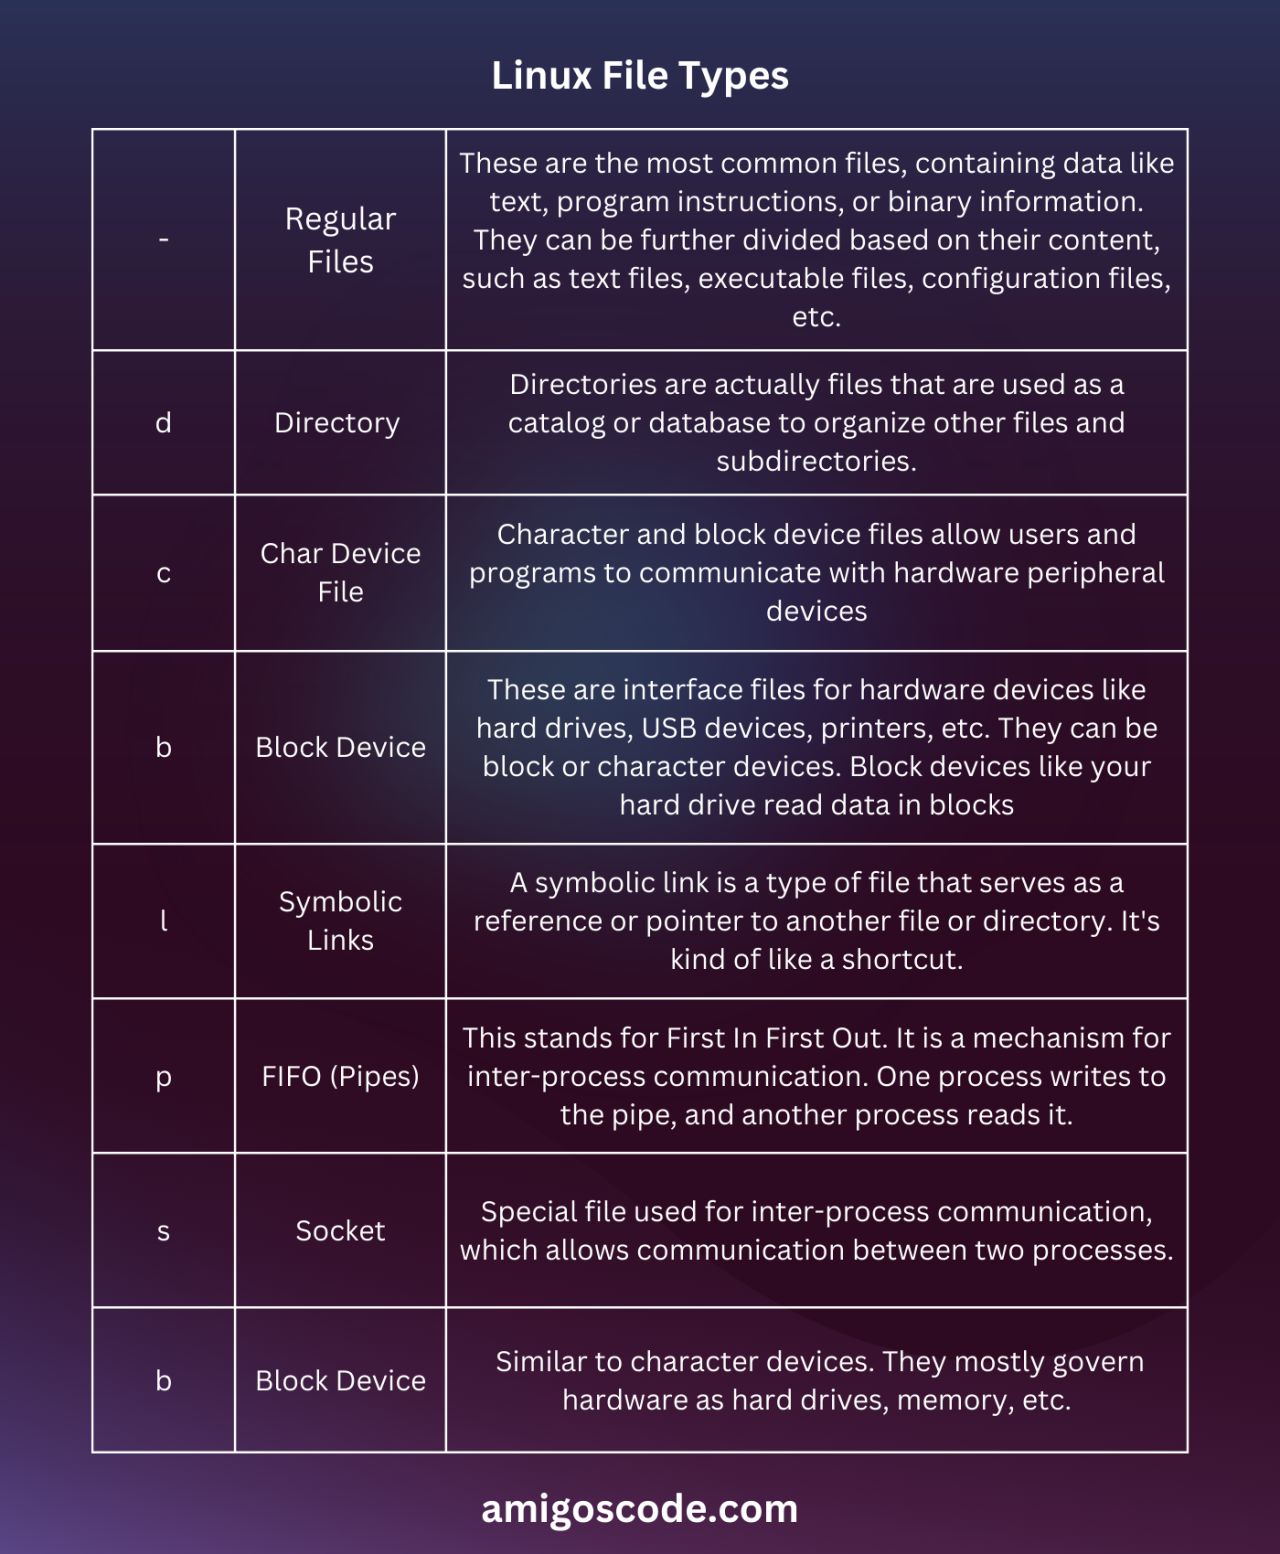 Linux File Types
-
Regular
Files
These are the most common files, containing data like
text, program instructions, or binary information.
They can be further divided based on their content,
such as text files, executable files, configuration files,
etc.
d
Directory
Directories are actually files that are used as a
catalog or database to organize other files and
subdirectories.
c
Char Device
File
Character and block device files allow users and
programs to communicate with hardware peripheral
devices
b
Block Device
These are interface files for hardware devices like
hard drives, USB devices, printers, etc. They can be
block or character devices. Block devices like your
hard drive read data in blocks
l
Symbolic
Links
A symbolic link is a type of file that serves as a
reference or pointer to another file or directory. It's
kind of like a shortcut.
p
FIFO (Pipes)
This stands for First In First Out. It is a mechanism for
inter-process communication. One process writes to
the pipe, and another process reads it.
s
Socket
Special file used for inter-process communication,
which allows communication between two processes.
b
Block Device
Similar to character devices. They mostly govern
hardware as hard drives, memory, etc.
amigoscode.com